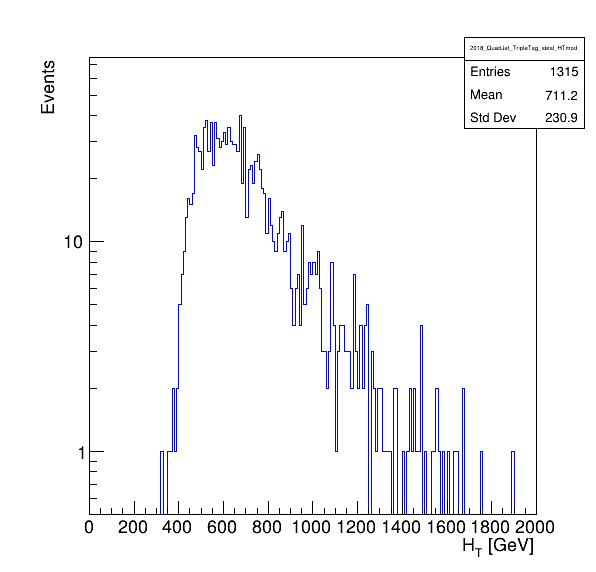 2018_QuadJet_TripleTag_ideal_HTmod
Entries 1315
Mean 711.2
Std Dev 230.9
Events
10
1
0 200 400 600 800 1000 1200 1400 1600 1800 2000
H_T [GeV]